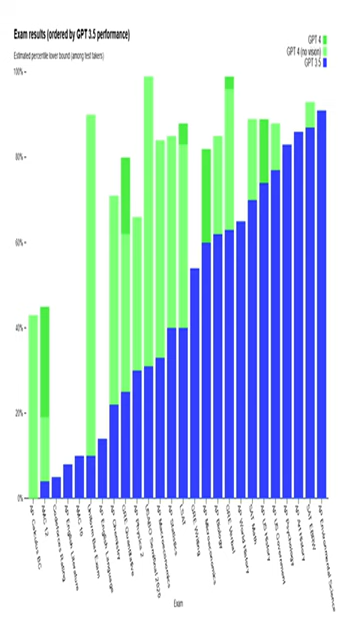 Exam results (ordered by GPT 3.5 performance)
Estimated percentile lower bound (among test takers)
GPT 4
GPT 4 (no vision)
GPT 3.5
100%
80%
60%
40%
20%
0%
AP Calculus BC
AMC 12
Codeforces Rating
AP English Literature
AMC 10
Uniform Bar Exam
AP English Language
AP Chemistry
GRE Quantitative
AP Physics 2
USABO Semifinal 2020
AP Macroeconomics
AP Statistics
LSAT
GRE Writing
AP Microeconomics
AP Biology
GRE Verbal
AP World History
SAT Math
AP US History
AP US Government
AP Psychology
AP Art History
SAT EBRW
AP Environmental Science
Exam